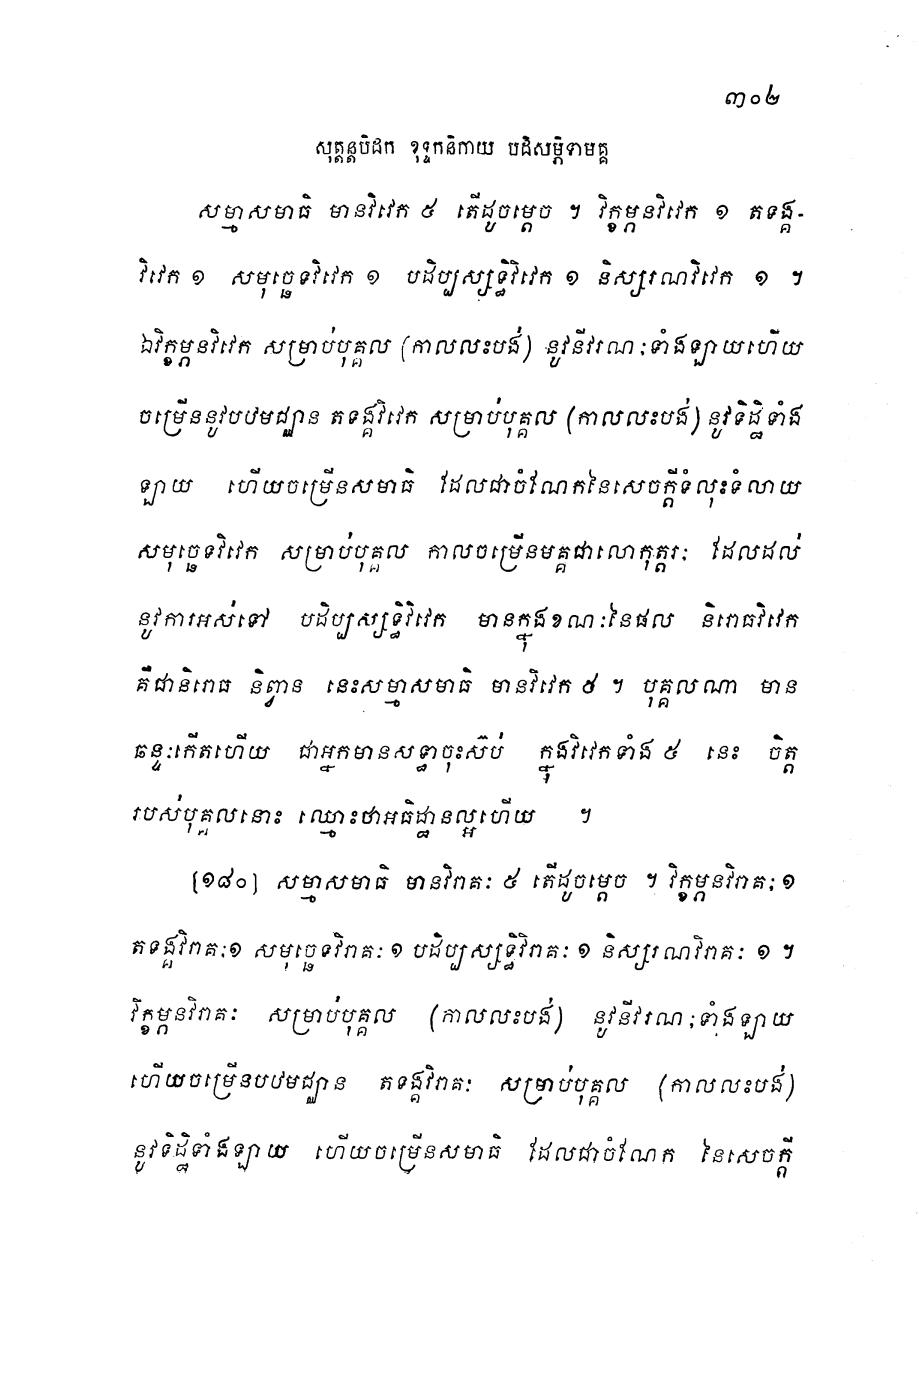 ៣០២
សុត្តន្តបិដក ខុទ្ទកនិកាយ បដិសម្ភិទាមគ្គ
សម្មាសមាធិ មានវិវេក ៥ តើដូចម្តេច ។ វិក្ខម្ភនវិវេក ១ តទង្គ-
វិវេក ១ សមុច្ឆេទវិវេក ១ បដិប្បស្សទ្ធិវិវេក ១ និស្សរណវិវេក ១ ។
ឯវិក្ខម្ភនវិវេក សម្រាប់បុគ្គល (កាលលះបង់) នូវនីវរណៈទាំងឡាយហើយ
ចម្រើននូវបឋមជ្ឈាន តទង្គវិវេក សម្រាប់បុគ្គល (កាលលះបង់) នូវទិដ្ឋិទាំង
ឡាយ ហើយចម្រើនសមាធិ ដែលជាចំណែកនៃសេចក្តីទំលុះទំលាយ
សមុច្ឆេទវិវេក សម្រាប់បុគ្គល កាលចម្រើនមគ្គជាលោកុត្តរៈ ដែលដល់
នូវការអស់ទៅ បដិប្បស្សទ្ធិវិវេក មានក្នុងខណៈនៃផល និរោធវិវេក
គឺជានិរោធ និព្វាន នេះសម្មាសមាធិ មានវិវេក ៥ ។ បុគ្គលណា មាន
ឆន្ទៈកើតហើយ ជាអ្នកមានសទ្ធាចុះស៊ប់ ក្នុងវិវេកទាំង ៥ នេះ ចិត្ត
របស់បុគ្គលនោះ ឈ្មោះថាអធិដ្ឋានល្អហើយ ។
(១៨០) សម្មាសមាធិ មានវិរាគៈ ៥ តើដូចម្តេច ។ វិក្ខម្ភនវិរាគៈ ១
តទង្គវិរាគៈ ១ សមុច្ឆេទវិរាគៈ ១ បដិប្បស្សទ្ធិវិរាគៈ ១ និស្សរណវិរាគៈ ១ ។
វិក្ខម្ភនវិរាគៈ សម្រាប់បុគ្គល (កាលលះបង់) នូវនីវរណៈទាំងឡាយ
ហើយចម្រើនបឋមជ្ឈាន តទង្គវិរាគៈ សម្រាប់បុគ្គល (កាលលះបង់)
នូវទិដ្ឋិទាំងឡាយ ហើយចម្រើនសមាធិ ដែលជាចំណែក នៃសេចក្តី